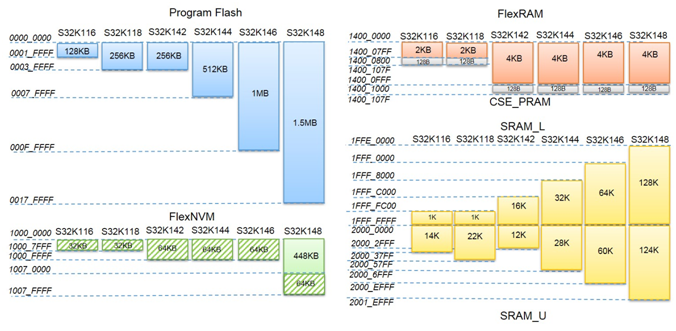 Program Flash
S32K116 S32K118 S32K142 S32K144 S32K146 S32K148
0000_0000
0001_FFFF
0003_FFFF
0007_FFFF
000F_FFFF
0017_FFFF
128KB 256KB 256KB 512KB 1MB 1.5MB
FlexNVM
S32K116 S32K118 S32K142 S32K144 S32K146 S32K148
1000_0000
1000_7FFF
1000_FFFF
1007_0000
1007_FFFF
32KB 32KB 64KB 64KB 64KB 448KB
64KB
FlexRAM
S32K116 S32K118 S32K142 S32K144 S32K146 S32K148
1400_0000
1400_07FF
1400_0800
1400_107F
1400_0FFF
1400_1000
1400_107F
2KB 2KB 4KB 4KB 4KB 4KB
128B 128B 128B 128B 128B 128B
CSE_PRAM
SRAM_L
S32K116 S32K118 S32K142 S32K144 S32K146 S32K148
1FFE_0000
1FFF_0000
1FFF_8000
1FFF_C000
1FFF_FC00
1FFF_FFFF
2000_0000
2000_2FFF
2000_37FF
2000_57FF
2000_6FFF
2000_EFFF
2001_EFFF
1K 1K 16K 32K 64K 128K
14K 22K 12K 28K 60K 124K
SRAM_U